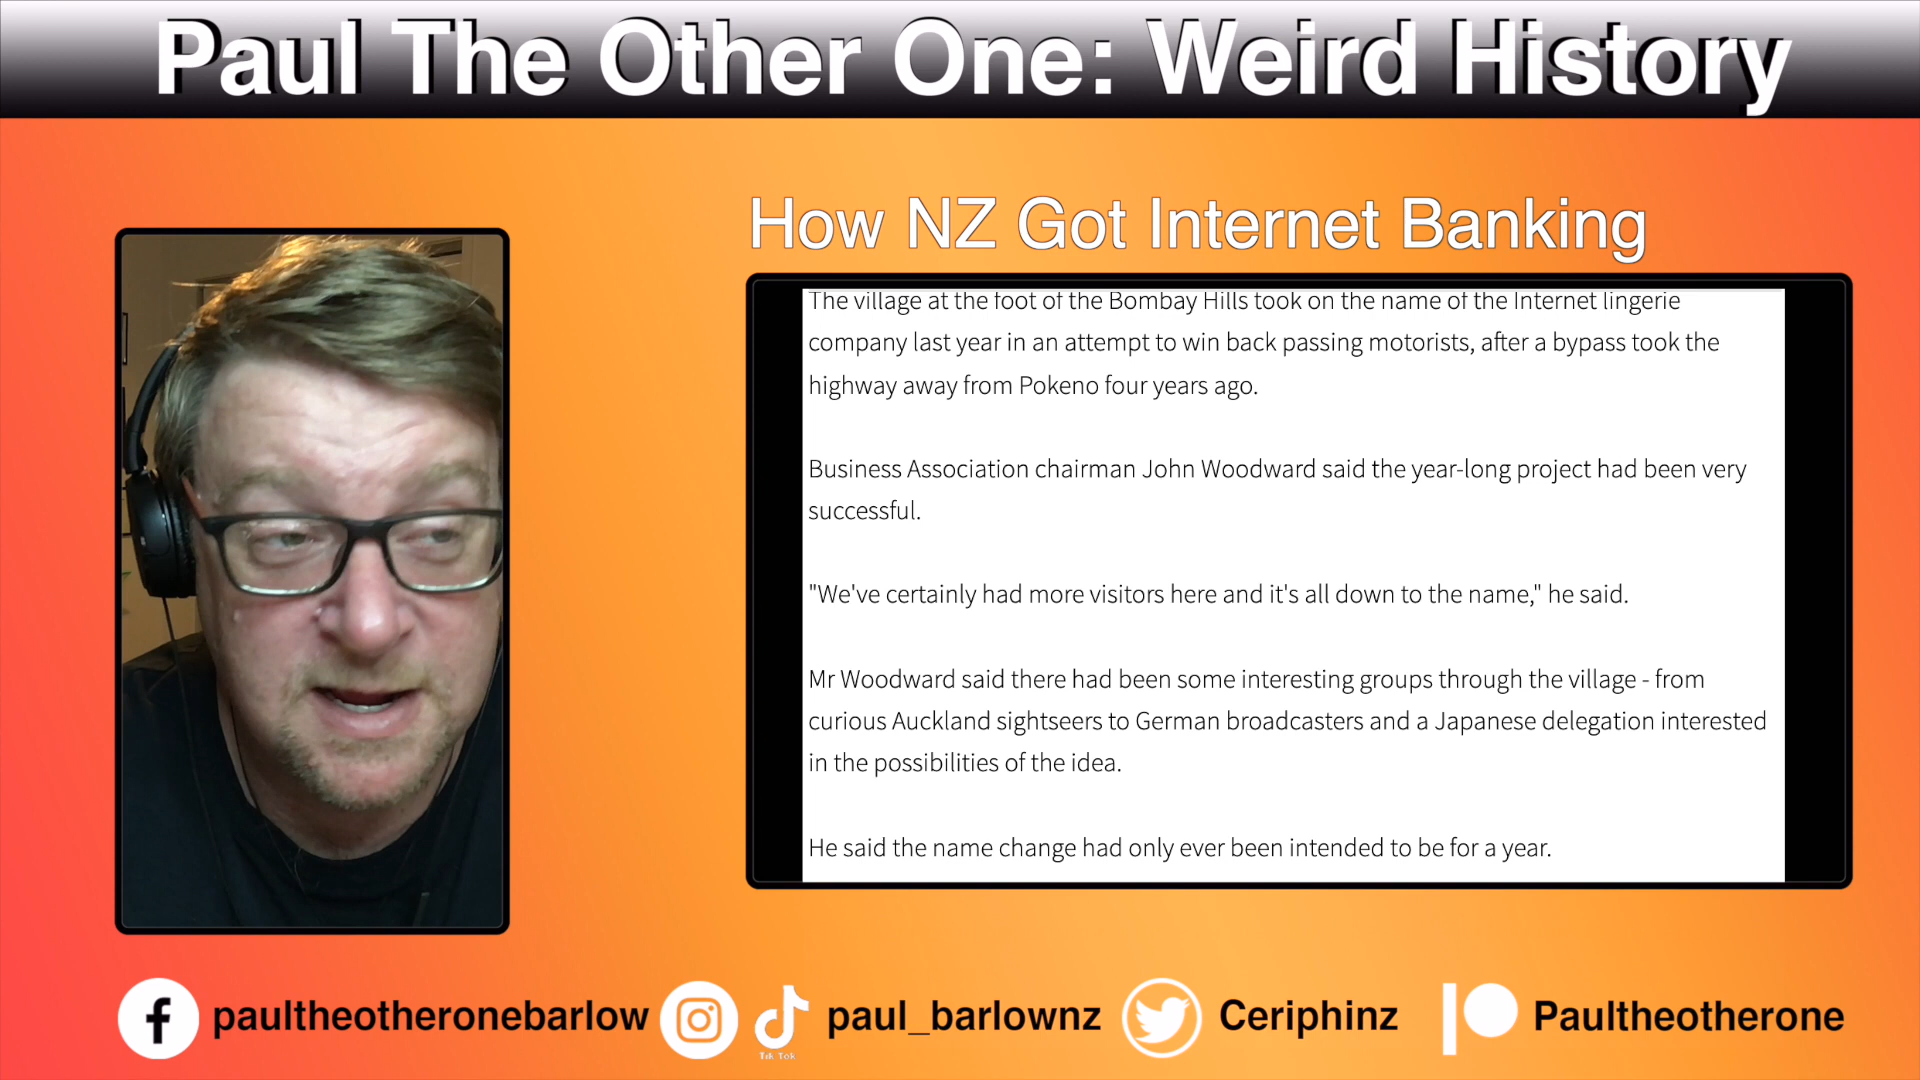 Paul The Other One: Weird History
How NZ Got Internet Banking
The village at the foot of the Bombay Hills took on the name of the Internet lingerie
company last year in an attempt to win back passing motorists, after a bypass took the
highway away from Pokeno four years ago.
Business Association chairman John Woodward said the year-long project had been very
successful.
"We've certainly had more visitors here and it's all down to the name," he said.
Mr Woodward said there had been some interesting groups through the village - from
curious Auckland sightseers to German broadcasters and a Japanese delegation interested
in the possibilities of the idea.
He said the name change had only ever been intended to be for a year.
paultheotheronebarlow
Tik Tok
paul_barlownz
Ceriphinz
Paultheotherone